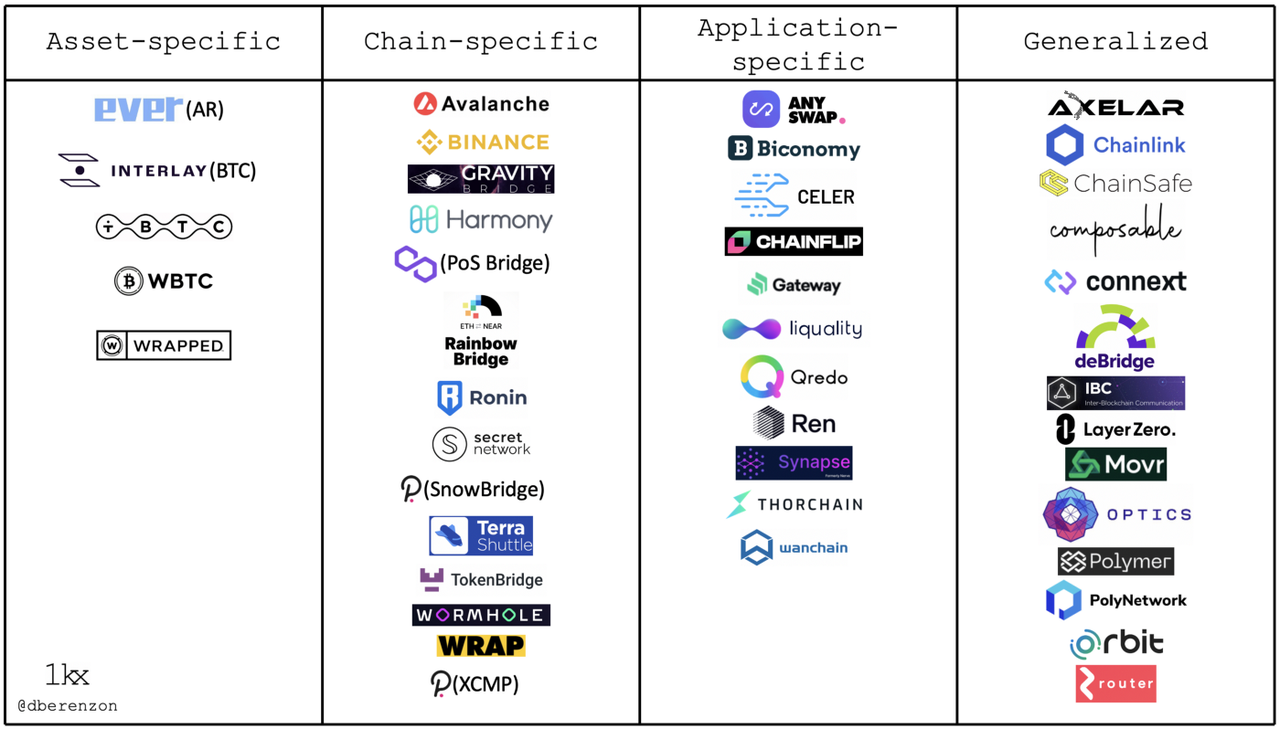 Asset-specific
ever (AR)
INTERLAY (BTC)
tBTC
WBTC
W WRAPPED
1kx
@dberenzon
Chain-specific
Avalanche
BINANCE
GRAVITY
BRIDGE
Harmony
(PoS Bridge)
ETH ⇌ NEAR
Rainbow
Bridge
Ronin
S secret
network
(SnowBridge)
Terra
Shuttle
TokenBridge
WORMHOLE
WRAP
(XCMP)
Application-
specific
ANY
SWAP.
B Biconomy
CELER
CHAINFLIP
Gateway
liquality
Qredo
Ren
Synapse
Formerly Nerve
THORCHAIN
wanchain
Generalized
AXELAR
Chainlink
ChainSafe
composable
connext
deBridge
IBC
Inter-Blockchain Communication
LayerZero.
Movr
OPTICS
Polymer
PolyNetwork
orbit
router